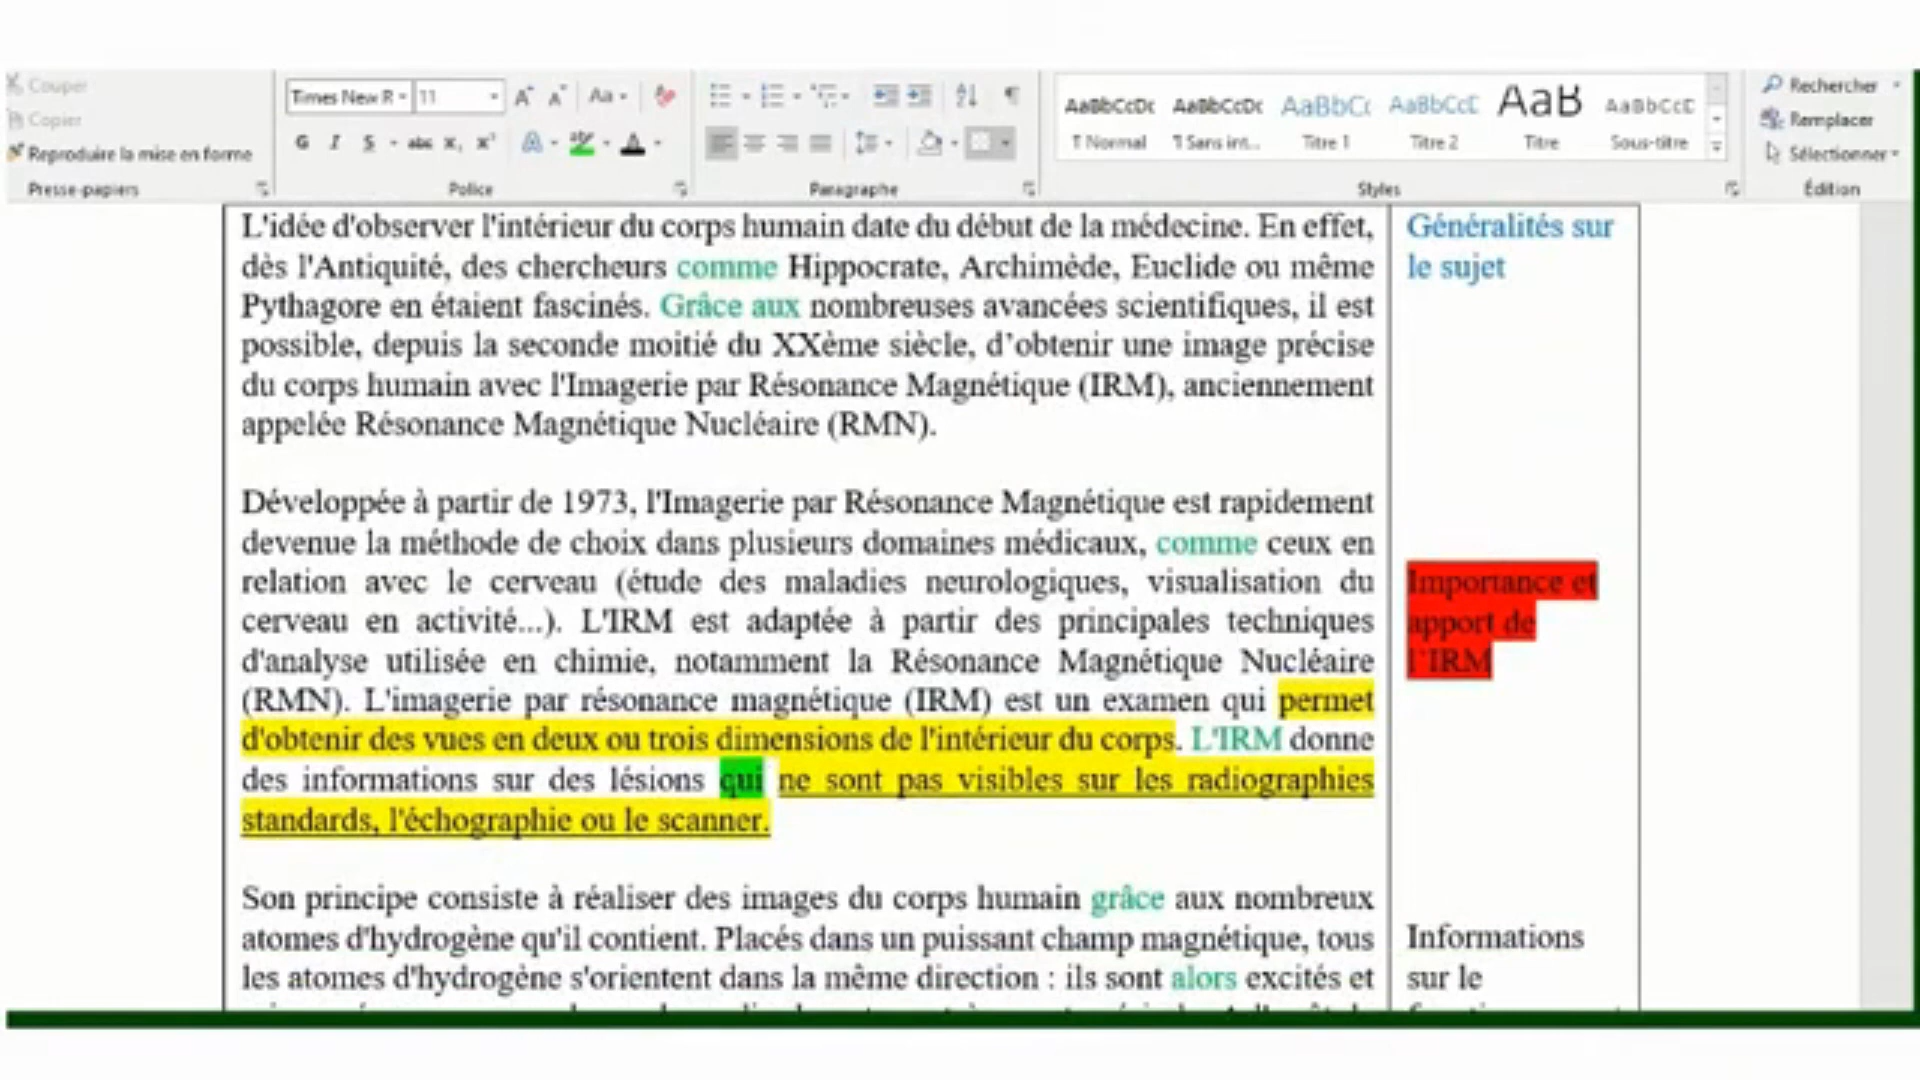 Couper
Copier
Reproduire la mise en forme
Presse-papiers
Times New R
11
Aa
G I S abc x, x'
Police
Paragraphe
AaBbCcDc AaBbCcDc AaBbCc AaBbCcC AaB AaBbCcC
¶ Normal ¶ Sans int... Titre 1 Titre 2 Titre Sous-titre
Styles
Rechercher
Remplacer
Sélectionner
Édition
L'idée d'observer l'intérieur du corps humain date du début de la médecine. En effet,
dès l'Antiquité, des chercheurs comme Hippocrate, Archimède, Euclide ou même
Pythagore en étaient fascinés. Grâce aux nombreuses avancées scientifiques, il est
possible, depuis la seconde moitié du XXème siècle, d’obtenir une image précise
du corps humain avec l'Imagerie par Résonance Magnétique (IRM), anciennement
appelée Résonance Magnétique Nucléaire (RMN).
Généralités sur
le sujet
Développée à partir de 1973, l'Imagerie par Résonance Magnétique est rapidement
devenue la méthode de choix dans plusieurs domaines médicaux, comme ceux en
relation avec le cerveau (étude des maladies neurologiques, visualisation du
cerveau en activité...). L'IRM est adaptée à partir des principales techniques
d'analyse utilisée en chimie, notamment la Résonance Magnétique Nucléaire
(RMN). L'imagerie par résonance magnétique (IRM) est un examen qui permet
d'obtenir des vues en deux ou trois dimensions de l'intérieur du corps. L'IRM donne
des informations sur des lésions qui ne sont pas visibles sur les radiographies
standards, l'échographie ou le scanner.
Importance et
apport de
l’IRM
Son principe consiste à réaliser des images du corps humain grâce aux nombreux
atomes d'hydrogène qu'il contient. Placés dans un puissant champ magnétique, tous
les atomes d'hydrogène s'orientent dans la même direction : ils sont alors excités et
Informations
sur le